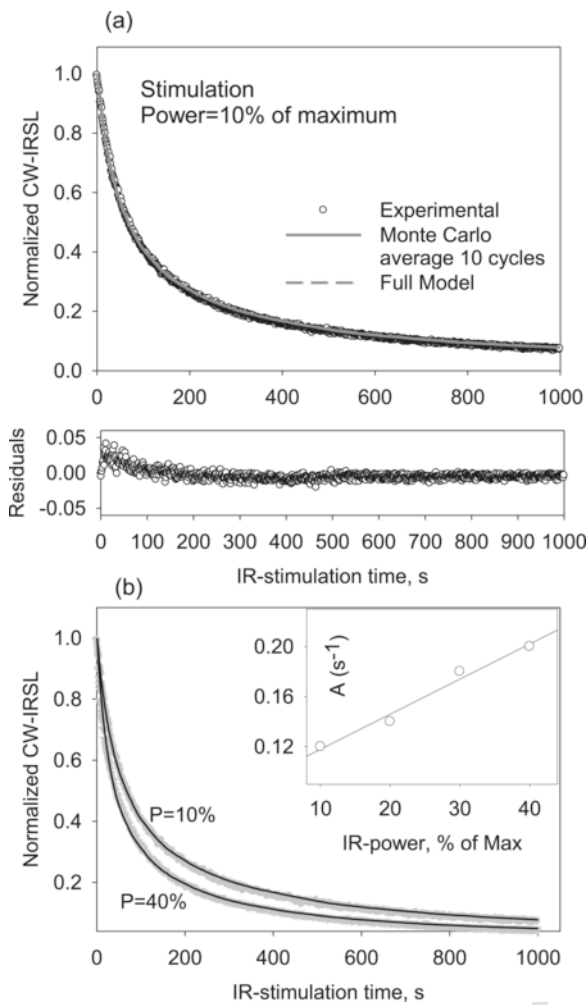 (a)
Normalized CW-IRSL
1.0
0.8
0.6
0.4
0.2
0.0
Stimulation
Power=10% of maximum
Experimental
Monte Carlo
average 10 cycles
Full Model
0 200 400 600 800 1000
Residuals
0.05
0.00
-0.05
0 100 200 300 400 500 600 700 800 900 1000
IR-stimulation time, s
(b)
Normalized CW-IRSL
1.0
0.8
0.6
0.4
0.2
P=10%
P=40%
A (s-1)
0.20
0.16
0.12
10 20 30 40
IR-power, % of Max
0 200 400 600 800 1000
IR-stimulation time, s